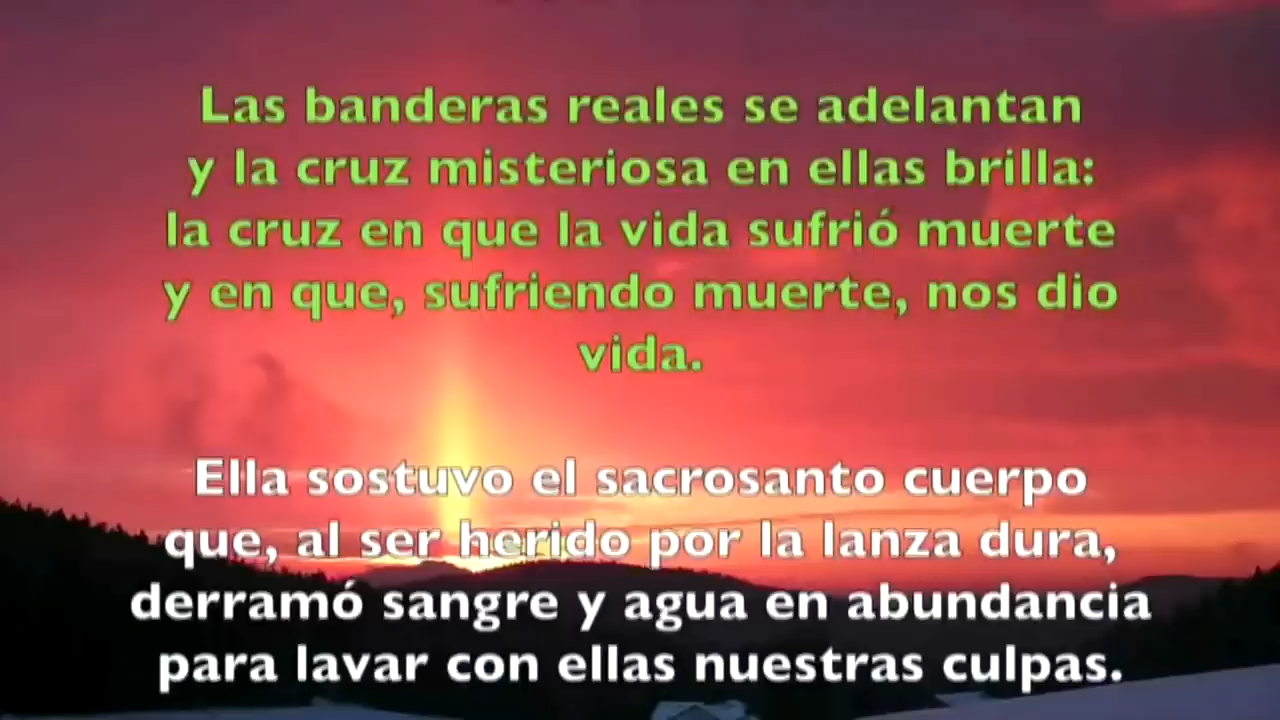 Las banderas reales se adelantan
y la cruz misteriosa en ellas brilla:
la cruz en que la vida sufrió muerte
y en que, sufriendo muerte, nos dio
vida.
Ella sostuvo el sacrosanto cuerpo
que, al ser herido por la lanza dura,
derramó sangre y agua en abundancia
para lavar con ellas nuestras culpas.